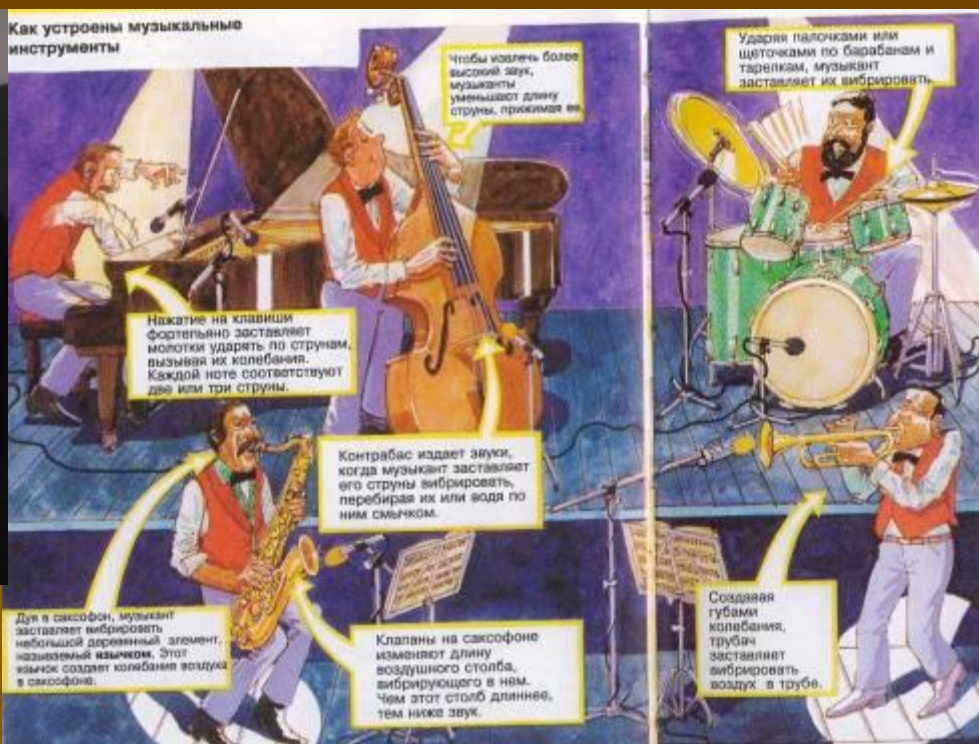 Как устроены музыкальные
инструменты
Чтобы извлечь более
высокий звук,
музыканты
уменьшают длину
струны, прижимая ее.
Ударяя палочками или
щеточками по барабанам и
тарелкам, музыкант
заставляет их вибрировать.
Нажатие на клавиши
фортепьяно заставляет
молотки ударять по струнам,
вызывая их колебания.
Каждой ноте соответствуют
две или три струны.
Контрабас издает звуки,
когда музыкант заставляет
его струны вибрировать,
перебирая их или водя по
ним смычком.
Дуя в саксофон, музыкант
заставляет вибрировать
небольшой деревянный элемент,
называемый язычком. Этот
язычок создает колебания воздуха
в саксофоне.
Клапаны на саксофоне
изменяют длину
воздушного столба,
вибрирующего в нем.
Чем этот столб длиннее,
тем ниже звук.
Создавая
губами
колебания,
трубач
заставляет
вибрировать
воздух в трубе.